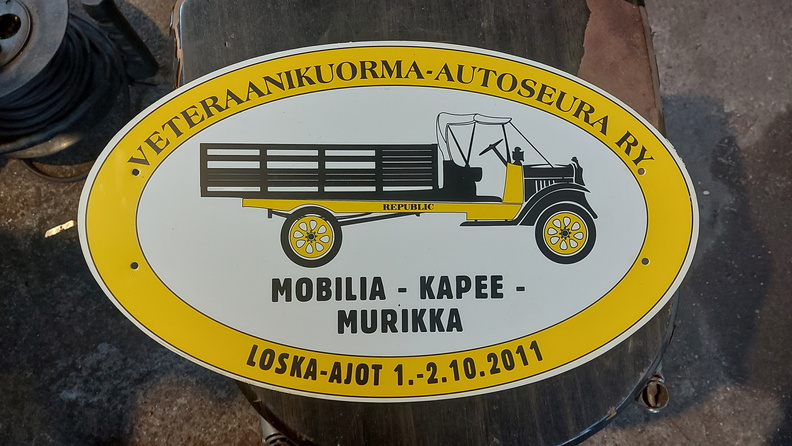 VETERAANIKUORMA-AUTOSEURA RY
REPUBLIC
MOBILIA - KAPEE -
MURIKKA
LOSKA-AJOT 1.-2.10.2011